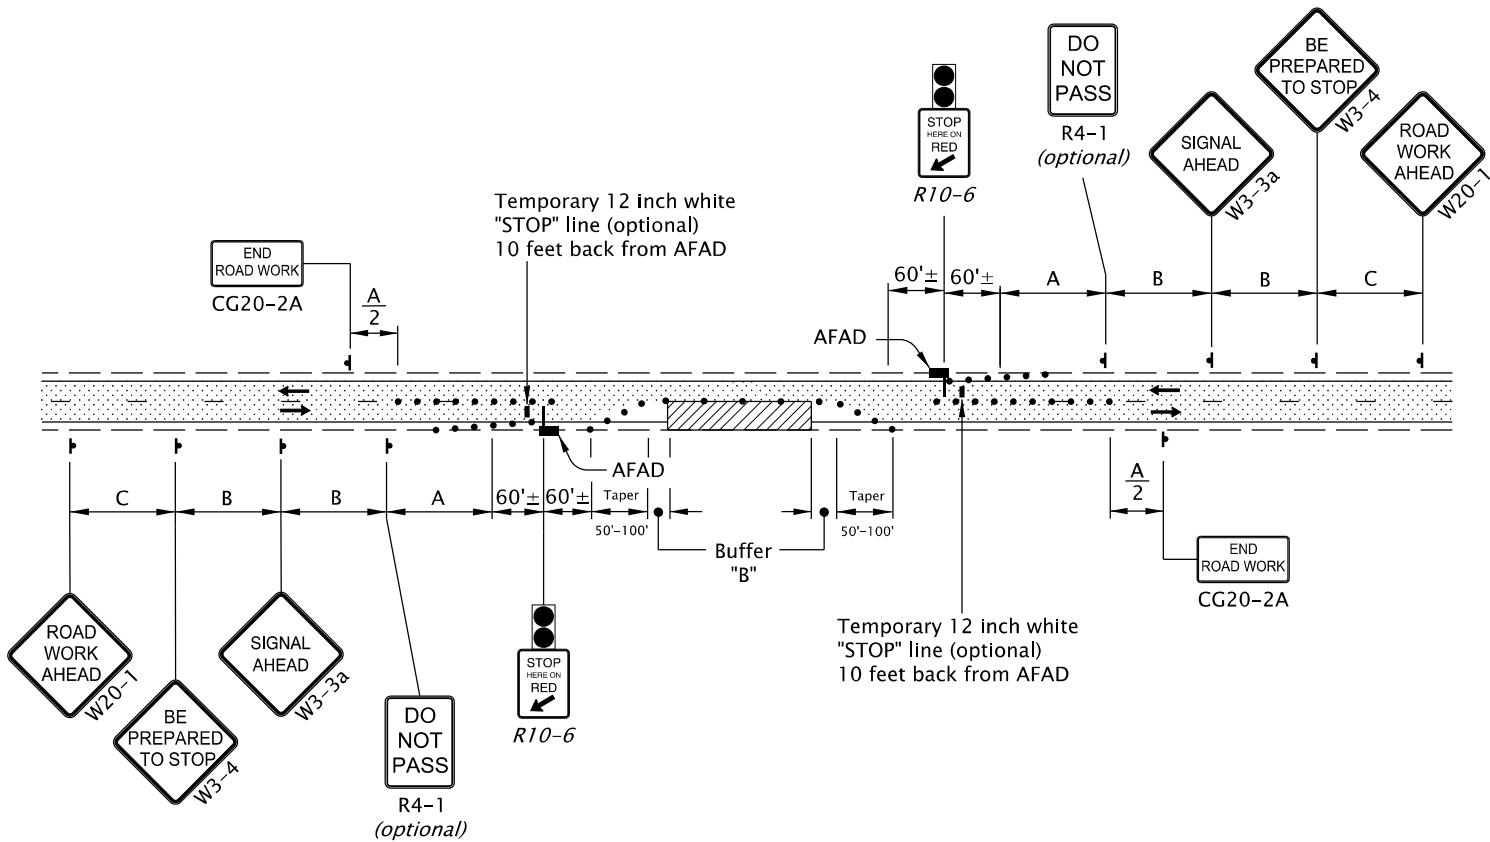 BE
PREPARED
TO STOP
W3-4
DO
NOT
PASS
R4-1
(optional)
STOP
HERE ON
RED
R10-6
SIGNAL
AHEAD
W3-3a
ROAD
WORK
AHEAD
W20-1
Temporary 12 inch white
"STOP" line (optional)
10 feet back from AFAD
END
ROAD WORK
CG20-2A
A
2
60'±
60'±
A
B
B
C
AFAD
AFAD
C
B
B
A
60'±
60'±
Taper
50'-100'
Buffer
"B"
Taper
50'-100'
A
2
END
ROAD WORK
CG20-2A
Temporary 12 inch white
"STOP" line (optional)
10 feet back from AFAD
ROAD
WORK
AHEAD
W20-1
BE
PREPARED
TO STOP
W3-4
SIGNAL
AHEAD
W3-3a
DO
NOT
PASS
R4-1
(optional)
STOP
HERE ON
RED
R10-6